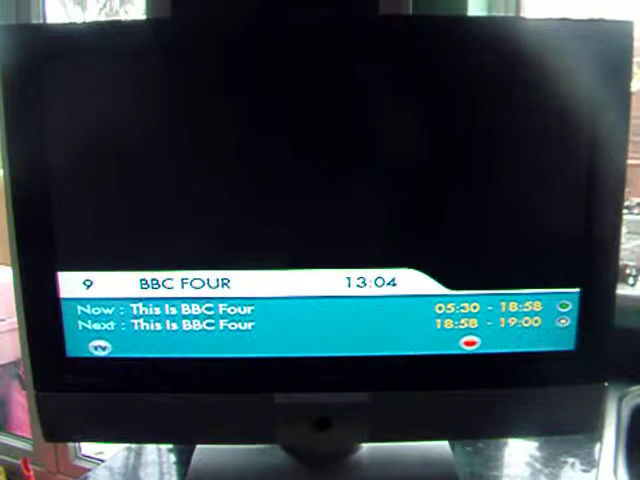 9 BBC FOUR 13:04
Now : This Is BBC Four 05:30 - 18:58
Next : This Is BBC Four 18:58 - 19:00
TV